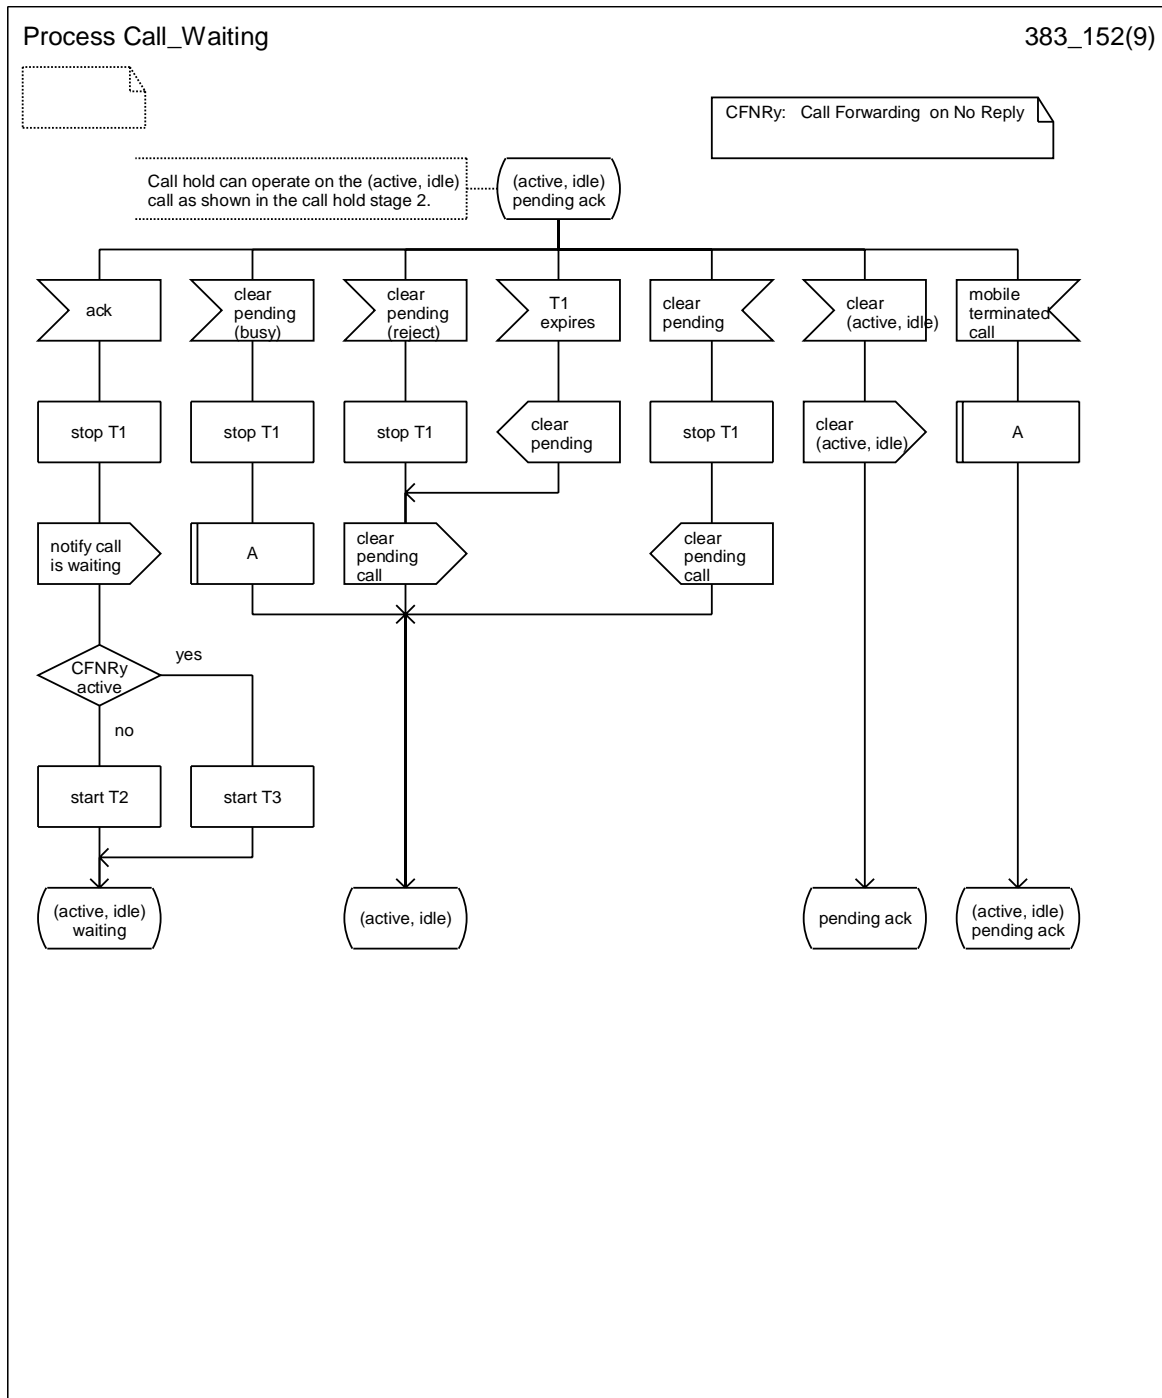 Process Call_Waiting
383_152(9)
CFNRy: Call Forwarding on No Reply
Call hold can operate on the (active, idle)
call as shown in the call hold stage 2.
(active, idle)
pending ack
ack
clear
pending
(busy)
clear
pending
(reject)
T1
expires
clear
pending
clear
(active, idle)
mobile
terminated
call
stop T1
stop T1
stop T1
clear
pending
stop T1
clear
(active, idle)
A
notify call
is waiting
A
clear
pending
call
clear
pending
call
CFNRy
active
yes
no
start T2
start T3
(active, idle)
waiting
(active, idle)
pending ack
(active, idle)
pending ack